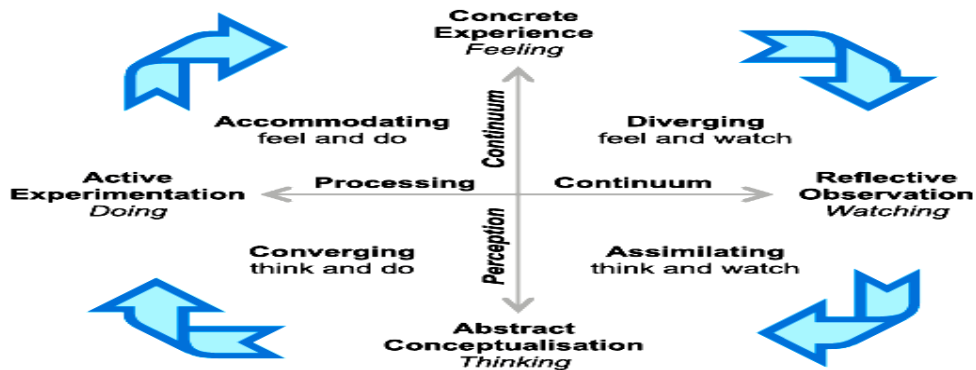 Concrete
Experience
Feeling
Accommodating
feel and do
Continuum
Diverging
feel and watch
Active
Experimentation
Doing
Processing
Continuum
Reflective
Observation
Watching
Converging
think and do
Perception
Assimilating
think and watch
Abstract
Conceptualisation
Thinking